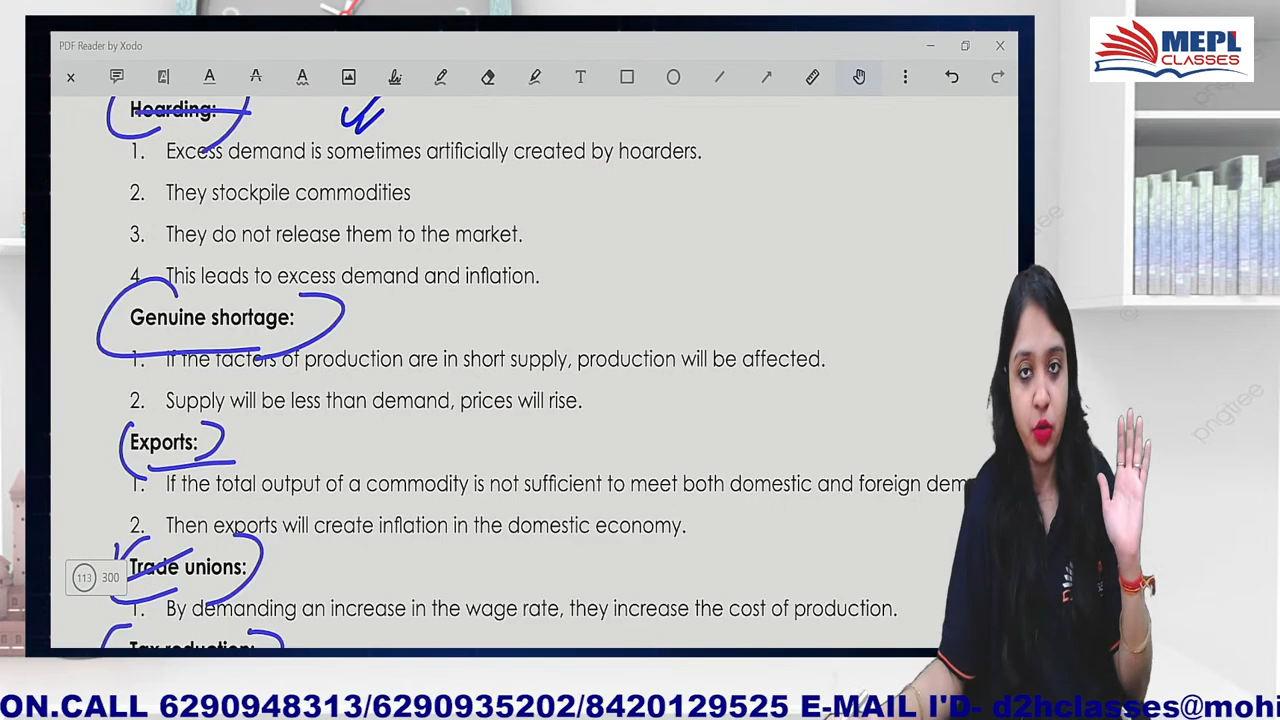 PDF Reader by Xodo
MEPL
CLASSES
Hoarding:
1. Excess demand is sometimes artificially created by hoarders.
2. They stockpile commodities
3. They do not release them to the market.
4. This leads to excess demand and inflation.
Genuine shortage:
1. If the factors of production are in short supply, production will be affected.
2. Supply will be less than demand, prices will rise.
Exports:
1. If the total output of a commodity is not sufficient to meet both domestic and foreign dem
2. Then exports will create inflation in the domestic economy.
Trade unions:
113 300
1. By demanding an increase in the wage rate, they increase the cost of production.
Tax reduction:
pngtree
pngtree
ON.CALL 6290948313/6290935202/8420129525 E-MAIL I'D- d2hclasses@mohi